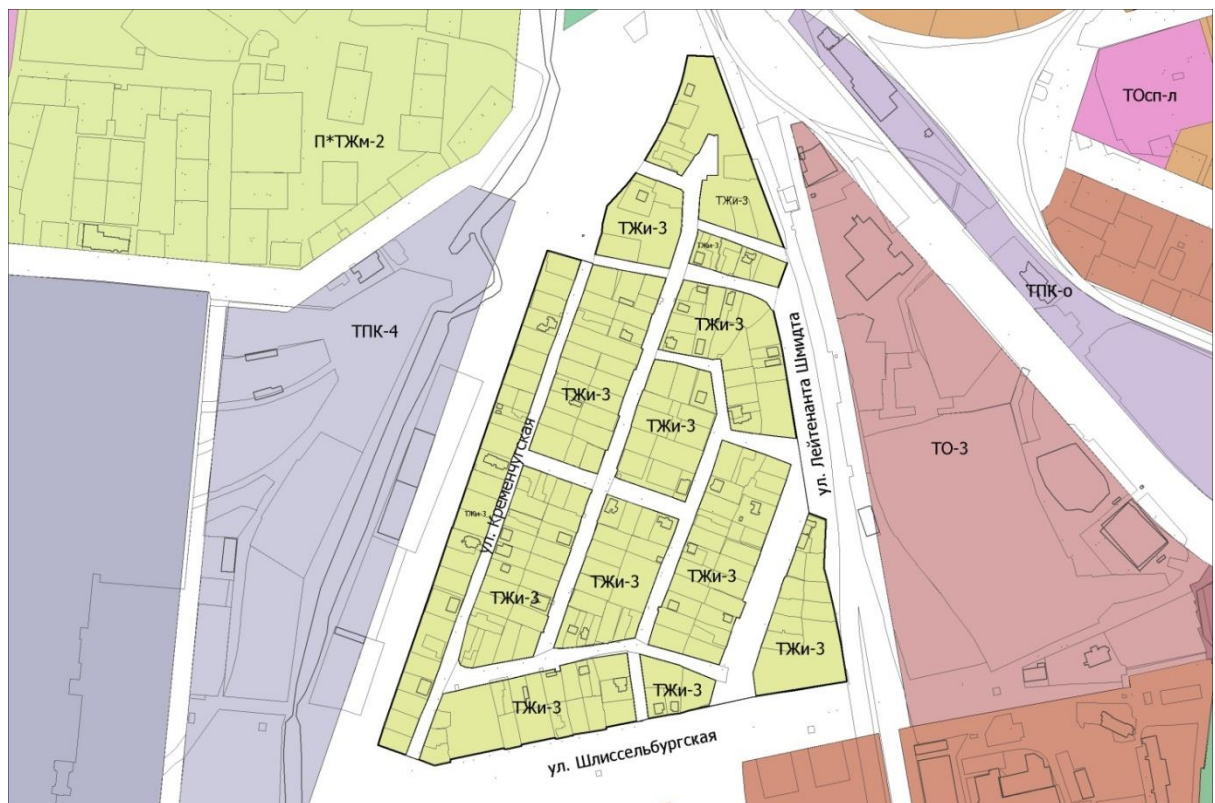 ТОсп-л
П*ТЖм-2
ТЖи-3
ТЖи-3
ТЖи-3
ТПК-о
ТПК-4
ТЖи-3
ул. Лейтенанта Шмидта
ТЖи-3
ТЖи-3
ТО-3
ул. Кременчугская
ТЖи-3
ТЖи-3
ТЖи-3
ТЖи-3
ТЖи-3
ТЖи-3
ТЖи-3
ул. Шлиссельбургская